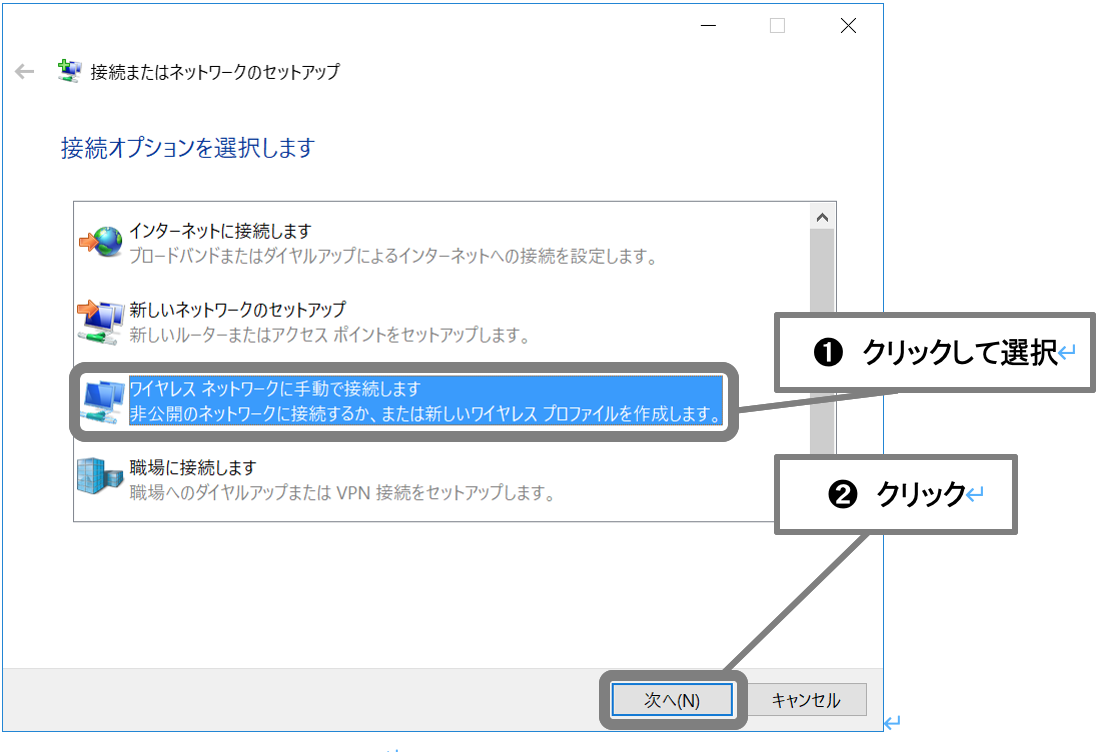 接続またはネットワークのセットアップ
接続オプションを選択します
インターネットに接続します
ブロードバンドまたはダイヤルアップによるインターネットへの接続を設定します。
新しいネットワークのセットアップ
新しいルーターまたはアクセス ポイントをセットアップします。
❶ クリックして選択↵
ワイヤレス ネットワークに手動で接続します
非公開のネットワークに接続するか、または新しいワイヤレス プロファイルを作成します。
職場に接続します
職場へのダイヤルアップまたは VPN 接続をセットアップします。
❷ クリック↵
次へ(N)
キャンセル